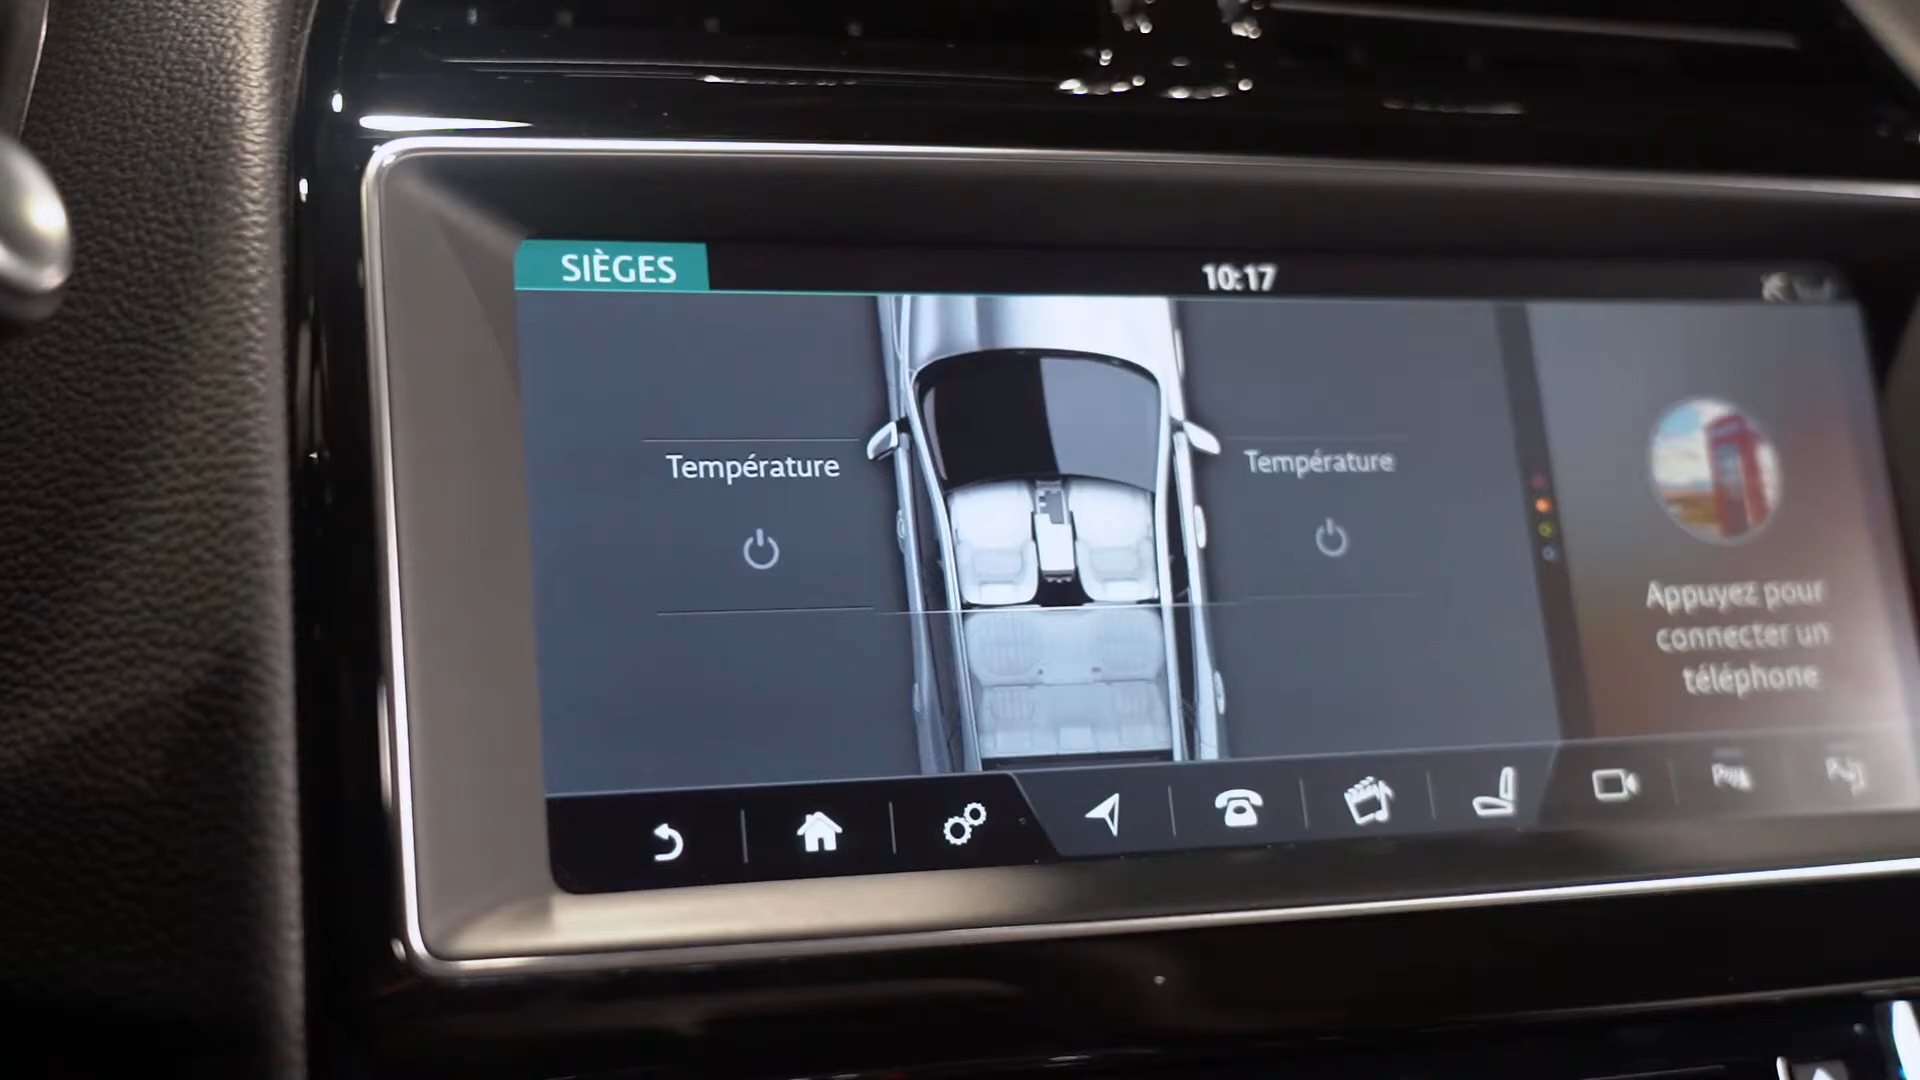 SIÈGES
10:17
Température
Température
Appuyez pour
connecter un
téléphone